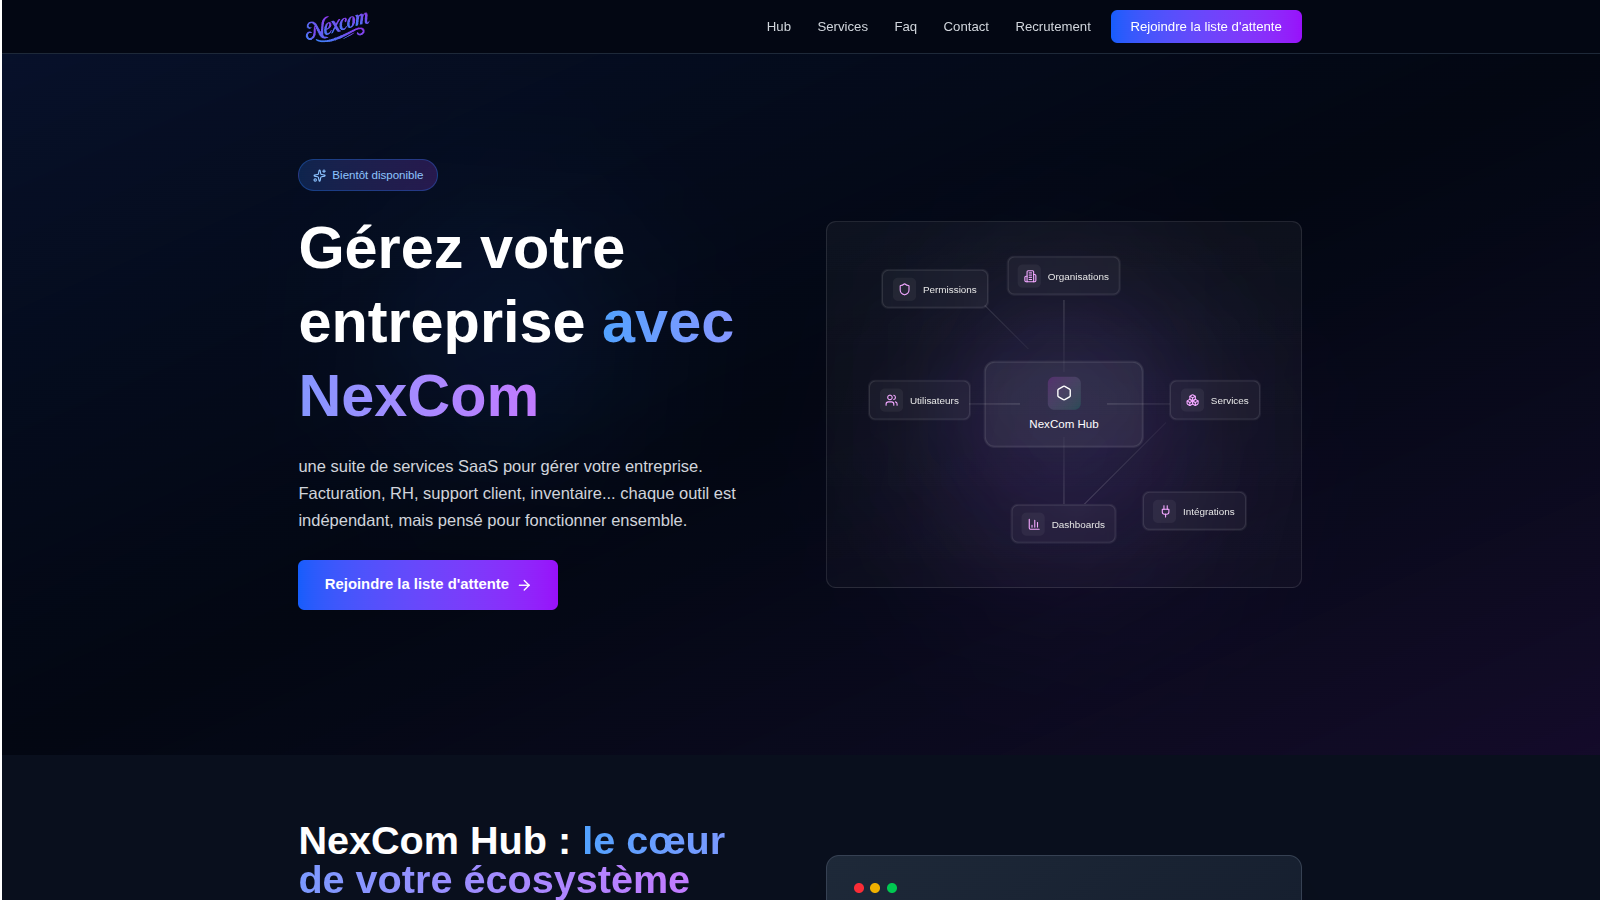 Nexcom
Hub
Services
Faq
Contact
Recrutement
Rejoindre la liste d'attente
Bientôt disponible
Gérez votre
entreprise avec
NexCom
une suite de services SaaS pour gérer votre entreprise.
Facturation, RH, support client, inventaire... chaque outil est
indépendant, mais pensé pour fonctionner ensemble.
Rejoindre la liste d'attente
Permissions
Organisations
Utilisateurs
NexCom Hub
Services
Dashboards
Intégrations
NexCom Hub : le cœur
de votre écosystème